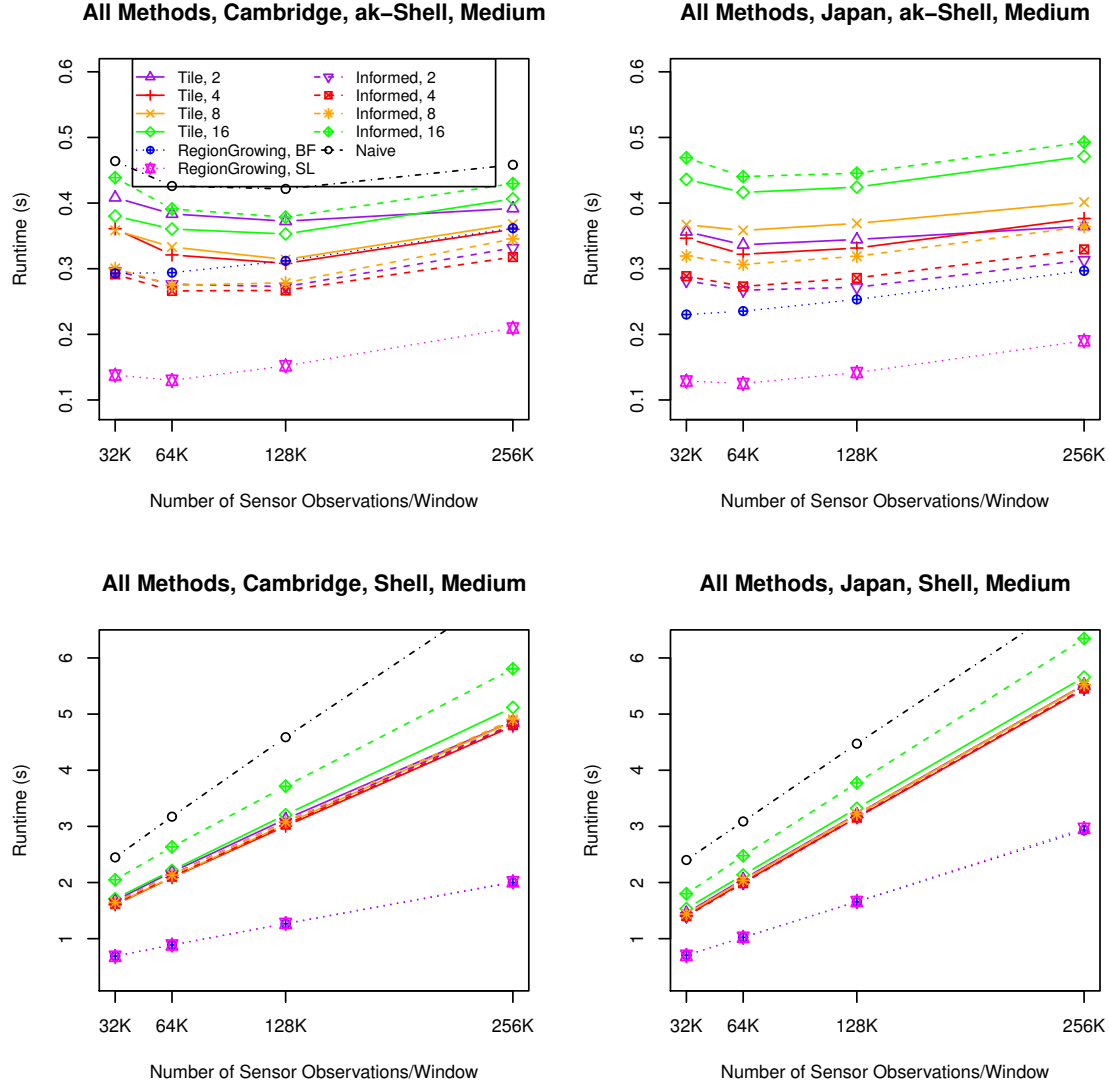 All Methods, Cambridge, ak−Shell, Medium
Runtime (s)
0.1 0.2 0.3 0.4 0.5 0.6
Tile, 2
Tile, 4
Tile, 8
Tile, 16
RegionGrowing, BF
RegionGrowing, SL
Informed, 2
Informed, 4
Informed, 8
Informed, 16
Naive
32K 64K 128K 256K
Number of Sensor Observations/Window
All Methods, Japan, ak−Shell, Medium
Runtime (s)
0.1 0.2 0.3 0.4 0.5 0.6
32K 64K 128K 256K
Number of Sensor Observations/Window
All Methods, Cambridge, Shell, Medium
Runtime (s)
1 2 3 4 5 6
32K 64K 128K 256K
Number of Sensor Observations/Window
All Methods, Japan, Shell, Medium
Runtime (s)
1 2 3 4 5 6
32K 64K 128K 256K
Number of Sensor Observations/Window